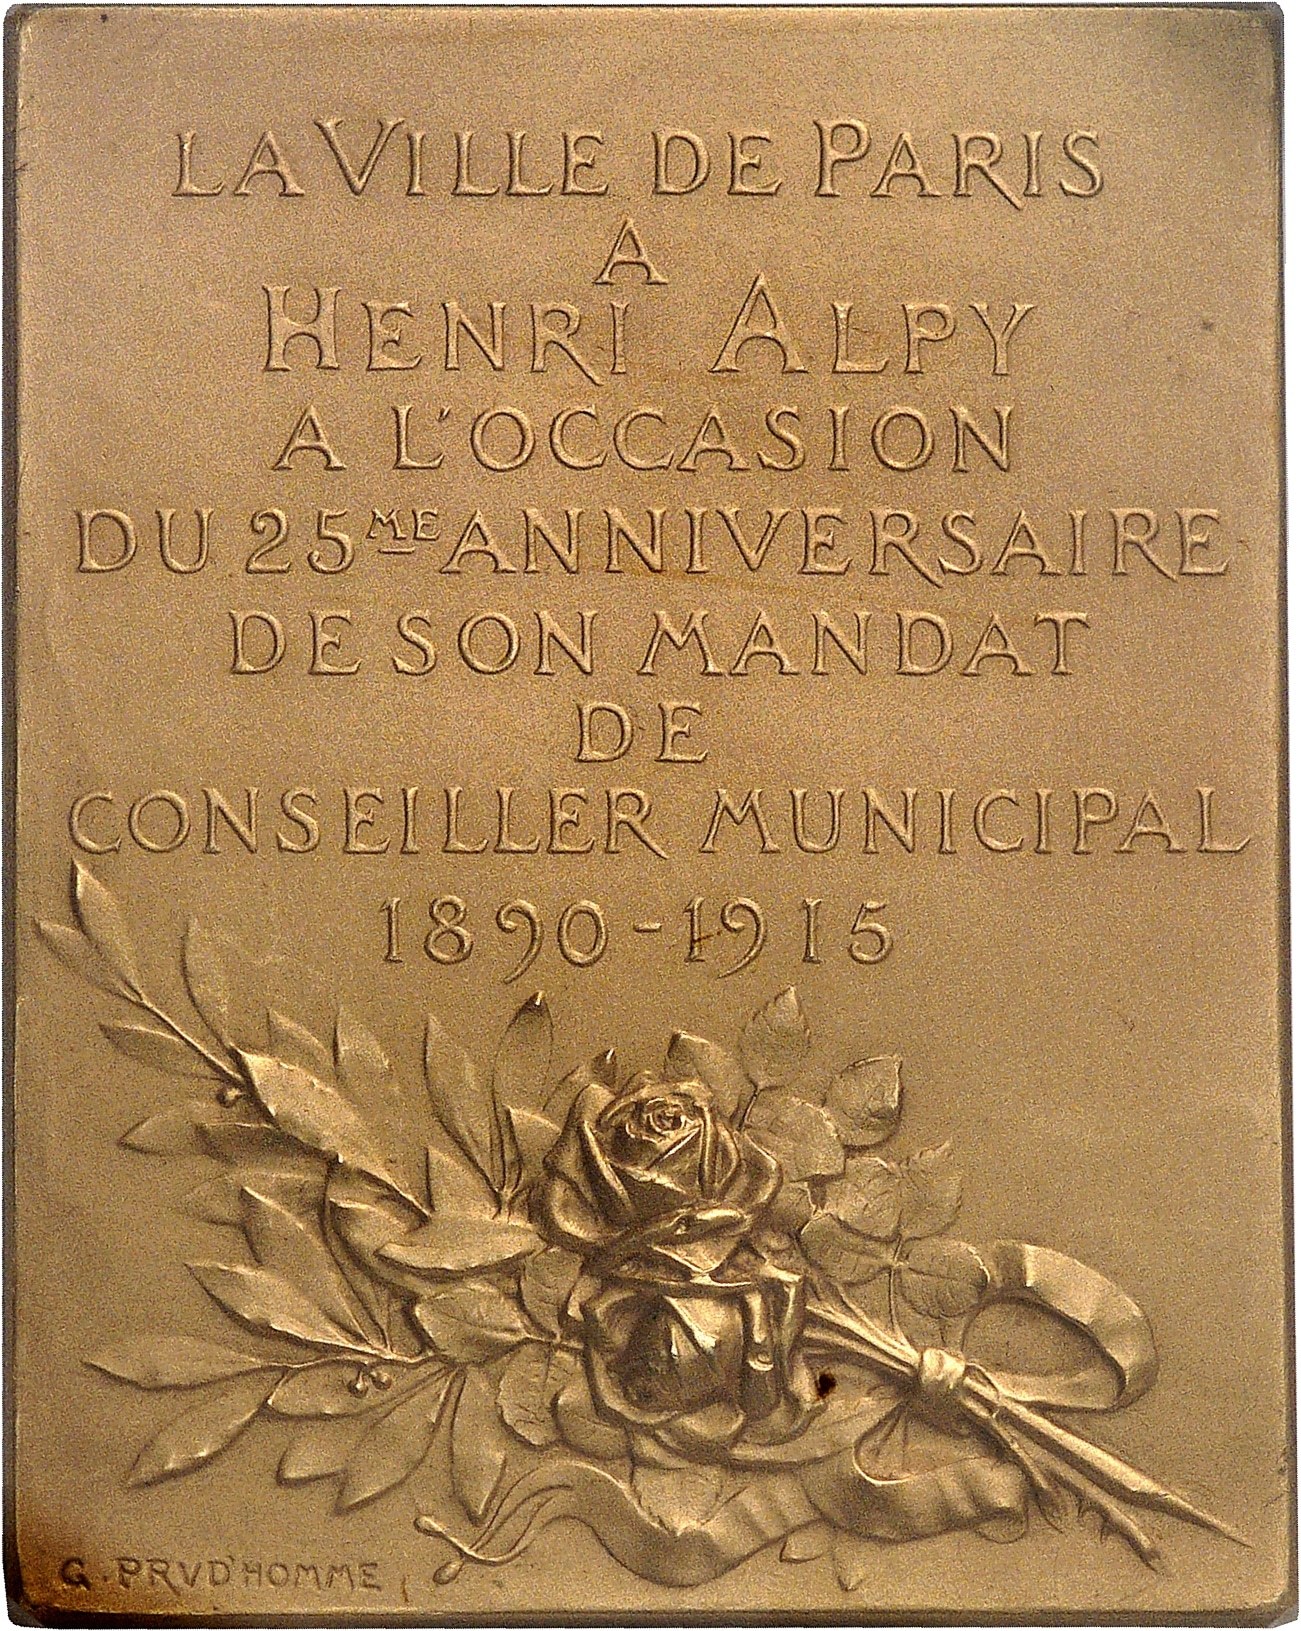 LA VILLE DE PARIS
A
HENRI ALPY
A L'OCCASION
DU 25ME ANNIVERSAIRE
DE SON MANDAT
DE
CONSEILLER MUNICIPAL
1890-1915
G. PRVD'HOMME